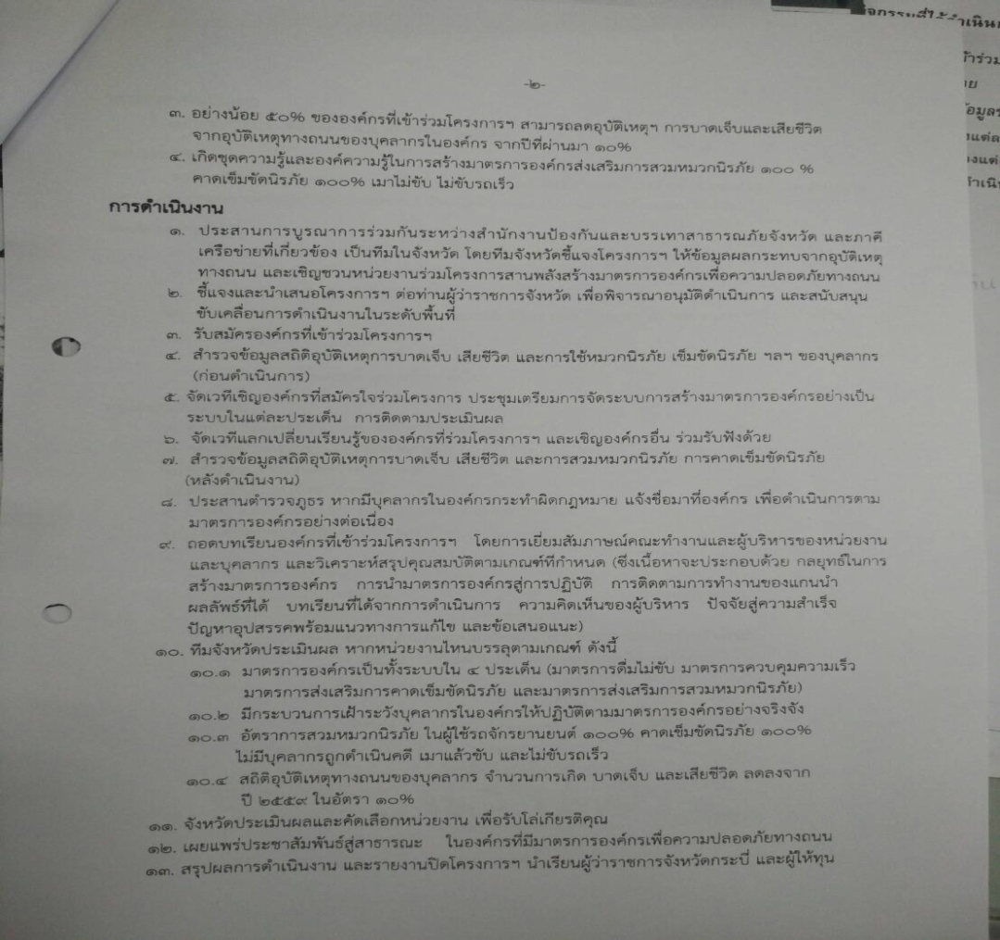 -๒-
๓. อย่างน้อย ๕๐% ขององค์กรที่เข้าร่วมโครงการฯ สามารถลดอุบัติเหตุฯ การบาดเจ็บและเสียชีวิต
จากอุบัติเหตุทางถนนของบุคลากรในองค์กร จากปีที่ผ่านมา ๑๐%
๔. เกิดชุดความรู้และองค์ความรู้ในการสร้างมาตรการองค์กรส่งเสริมการสวมหมวกนิรภัย ๑๐๐ %
คาดเข็มขัดนิรภัย ๑๐๐% เมาไม่ขับ ไม่ขับรถเร็ว
การดำเนินงาน
๑. ประสานการบูรณาการร่วมกันระหว่างสำนักงานป้องกันและบรรเทาสาธารณภัยจังหวัด และภาคี
เครือข่ายที่เกี่ยวข้อง เป็นทีมในจังหวัด โดยทีมจังหวัดชี้แจงโครงการฯ ให้ข้อมูลผลกระทบจากอุบัติเหตุ
ทางถนน และเชิญชวนหน่วยงานร่วมโครงการสานพลังสร้างมาตรการองค์กรเพื่อความปลอดภัยทางถนน
๒. ชี้แจงและนำเสนอโครงการฯ ต่อท่านผู้ว่าราชการจังหวัด เพื่อพิจารณาอนุมัติดำเนินการ และสนับสนุน
ขับเคลื่อนการดำเนินงานในระดับพื้นที่
๓. รับสมัครองค์กรที่เข้าร่วมโครงการฯ
๔. สำรวจข้อมูลสถิติอุบัติเหตุการบาดเจ็บ เสียชีวิต และการใช้หมวกนิรภัย เข็มขัดนิรภัย ฯลฯ ของบุคลากร
(ก่อนดำเนินการ)
๕. จัดเวทีเชิญองค์กรที่สมัครใจร่วมโครงการ ประชุมเตรียมการจัดระบบการสร้างมาตรการองค์กรอย่างเป็น
ระบบในแต่ละประเด็น การติดตามประเมินผล
๖. จัดเวทีแลกเปลี่ยนเรียนรู้ขององค์กรที่ร่วมโครงการฯ และเชิญองค์กรอื่น ร่วมรับฟังด้วย
๗. สำรวจข้อมูลสถิติอุบัติเหตุการบาดเจ็บ เสียชีวิต และการสวมหมวกนิรภัย การคาดเข็มขัดนิรภัย
(หลังดำเนินงาน)
๘. ประสานตำรวจภูธร หากมีบุคลากรในองค์กรกระทำผิดกฎหมาย แจ้งชื่อมาที่องค์กร เพื่อดำเนินการตาม
มาตรการองค์กรอย่างต่อเนื่อง
๙. ถอดบทเรียนองค์กรที่เข้าร่วมโครงการฯ โดยการเยี่ยมสัมภาษณ์คณะทำงานและผู้บริหารของหน่วยงาน
และบุคลากร และวิเคราะห์สรุปคุณสมบัติตามเกณฑ์ที่กำหนด (ซึ่งเนื้อหาจะประกอบด้วย กลยุทธ์ในการ
สร้างมาตรการองค์กร การนำมาตรการองค์กรสู่การปฏิบัติ การติดตามการทำงานของแกนนำ
ผลลัพธ์ที่ได้ บทเรียนที่ได้จากการดำเนินการ ความคิดเห็นของผู้บริหาร ปัจจัยสู่ความสำเร็จ
ปัญหาอุปสรรคพร้อมแนวทางการแก้ไข และข้อเสนอแนะ)
๑๐. ทีมจังหวัดประเมินผล หากหน่วยงานไหนบรรลุตามเกณฑ์ ดังนี้
๑๐.๑ มาตรการองค์กรเป็นทั้งระบบใน ๔ ประเด็น (มาตรการดื่มไม่ขับ มาตรการควบคุมความเร็ว
มาตรการส่งเสริมการคาดเข็มขัดนิรภัย และมาตรการส่งเสริมการสวมหมวกนิรภัย)
๑๐.๒ มีกระบวนการเฝ้าระวังบุคลากรในองค์กรให้ปฏิบัติตามมาตรการองค์กรอย่างจริงจัง
๑๐.๓ อัตราการสวมหมวกนิรภัย ในผู้ใช้รถจักรยานยนต์ ๑๐๐% คาดเข็มขัดนิรภัย ๑๐๐%
ไม่มีบุคลากรถูกดำเนินคดี เมาแล้วขับ และไม่ขับรถเร็ว
๑๐.๔ สถิติอุบัติเหตุทางถนนของบุคลากร จำนวนการเกิด บาดเจ็บ และเสียชีวิต ลดลงจาก
ปี ๒๕๕๙ ในอัตรา ๑๐%
๑๑. จังหวัดประเมินผลและคัดเลือกหน่วยงาน เพื่อรับโล่เกียรติคุณ
๑๒. เผยแพร่ประชาสัมพันธ์สู่สาธารณะ ในองค์กรที่มีมาตรการองค์กรเพื่อความปลอดภัยทางถนน
๑๓. สรุปผลการดำเนินงาน และรายงานปิดโครงการฯ นำเรียนผู้ว่าราชการจังหวัดกระบี่ และผู้ให้ทุน